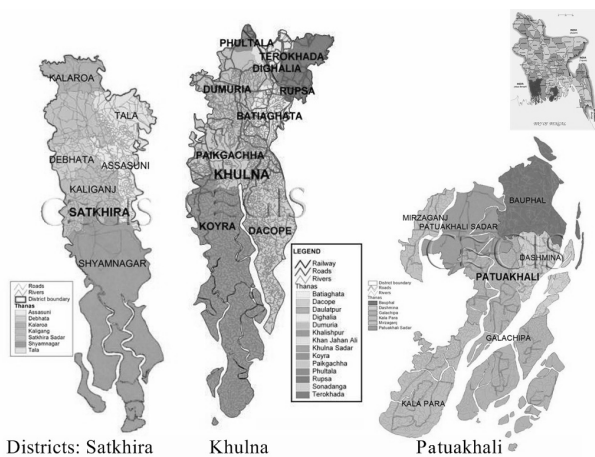 KALAROA
TALA
DEBHATA
ASSASUNI
KALIGANJ
SATKHIRA
SHYAMNAGAR
Roads
Rivers
District boundary
Thanas
Assasuni
Debhata
Kalaroa
Kaligang
Satkhira Sadar
Shyamnagar
Tala
PHULTALA
TEROKHADA
DIGHALIA
DUMURIA
RUPSA
BATIAGHATA
PAIKGACHHA
KHULNA
KOYRA
DACOPE
LEGEND
Railway
Roads
Rivers
Thanas
Batiaghata
Dacope
Daulatpur
Dighalia
Dumuria
Khalishpur
Khan Jahan Ali
Khulna Sadar
Koyra
Paikgachha
Phultala
Rupsa
Sonadanga
Terokhada
BAUPHAL
MIRZAGANJ
PATUAKHALI SADAR
DASHMINA
PATUAKHALI
GALACHIPA
KALA PARA
District boundary
Roads
Rivers
Thanas
Bauphal
Dashmina
Galachipa
Kala Para
Mirzaganj
Patuakhali Sadar
Districts: Satkhira Khulna Patuakhali